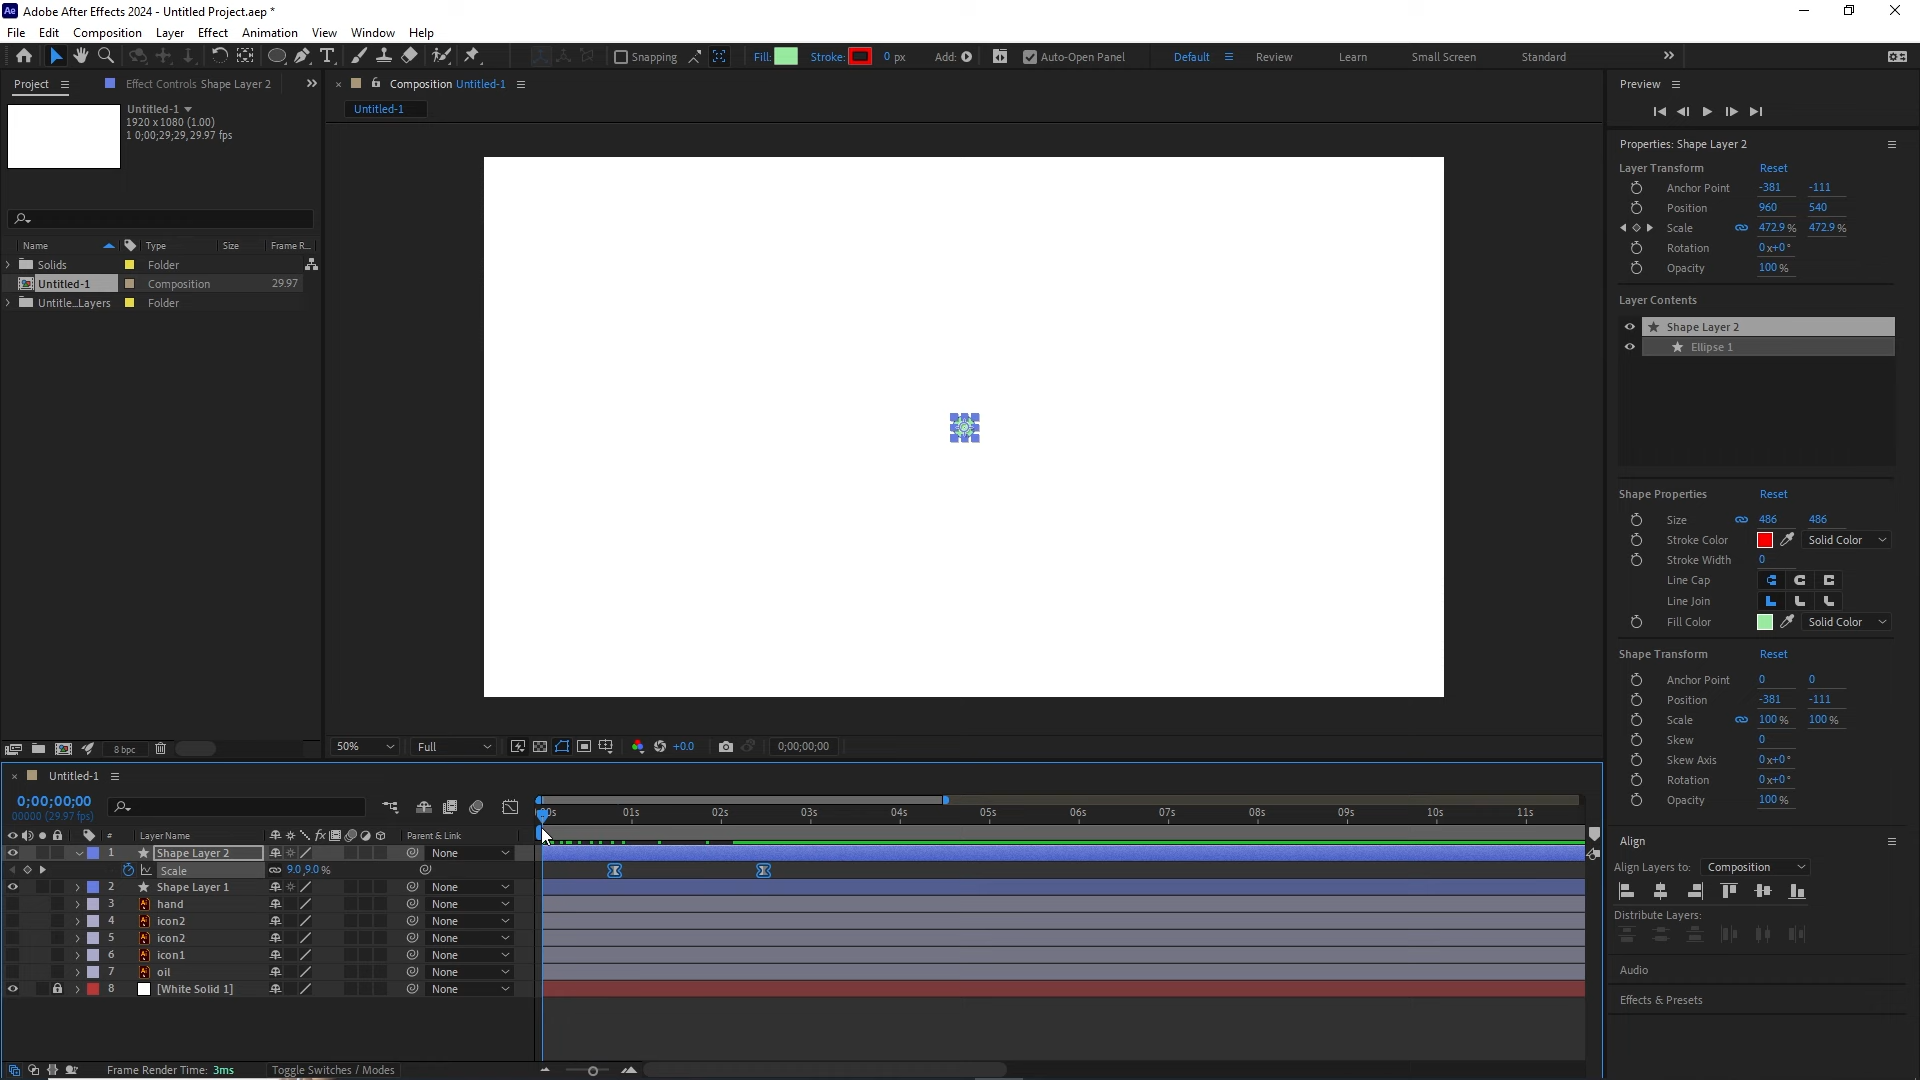 Ae Adobe After Effects 2024 - Untitled Project.aep *
File Edit Composition Layer Effect Animation View Window Help
Snapping Fill: Stroke: 0 px Add: Auto-Open Panel Default Review Learn Small Screen Standard
Project Effect Controls Shape Layer 2
Untitled-1
1920 x 1080 (1.00)
Δ 0;00;29;29, 29.97 fps
Name Type Size Frame R...
Solids Folder
Untitled-1 Composition 29.97
Untitle...Layers Folder
8 bpc
Composition Untitled-1
Untitled-1
50% Full +0.0 0;00;00;00
Preview
Properties: Shape Layer 2
Layer Transform Reset
Anchor Point -381 -111
Position 960 540
Scale 472.9 % 472.9 %
Rotation 0x+0°
Opacity 100 %
Layer Contents
Shape Layer 2
Ellipse 1
Shape Properties Reset
Size 486 486
Stroke Color Solid Color
Stroke Width 0
Line Cap
Line Join
Fill Color Solid Color
Shape Transform Reset
Anchor Point 0 0
Position -381 -111
Scale 100 % 100 %
Skew 0
Skew Axis 0x+0°
Rotation 0x+0°
Opacity 100 %
Align
Align Layers to: Composition
Distribute Layers:
Audio
Effects & Presets
Untitled-1
0;00;00;00
00000 (29.97 fps)
:00s 01s 02s 03s 04s 05s 06s 07s 08s 09s 10s 11s
# Layer Name fx Parent & Link
1 Shape Layer 2 None
Scale 9.0,9.0 %
2 Shape Layer 1 None
3 hand None
4 icon2 None
5 icon2 None
6 icon1 None
7 oil None
8 [White Solid 1] None
Frame Render Time: 3ms Toggle Switches / Modes